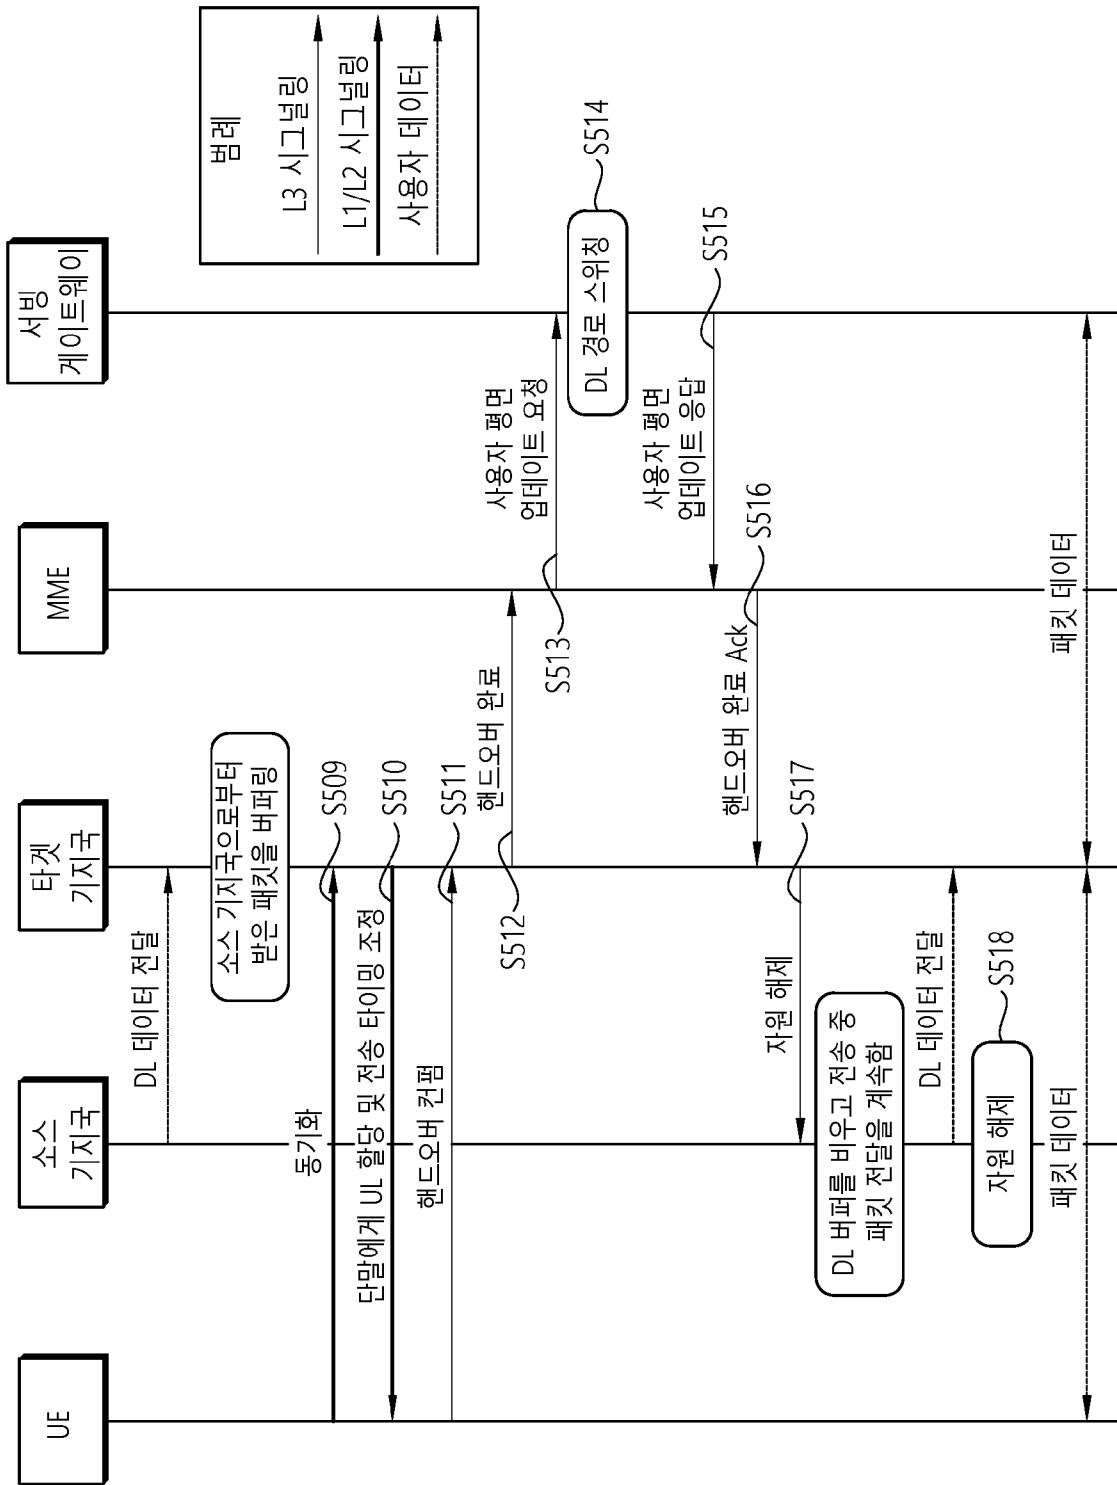 UE
소스
기지국
타겟
기지국
MME
서빙
게이트웨이
범례
L3 시그널링
L1/L2 시그널링
사용자 데이터
DL 데이터 전달
소스 기지국으로부터
받은 패킷을 버퍼링
동기화
S509
단말에게 UL 할당 및 전송 타이밍 조정
S510
핸드오버 컨펌
S511
핸드오버 완료
S512
사용자 평면
업데이트 요청
S513
DL 경로 스위칭
S514
사용자 평면
업데이트 응답
S515
핸드오버 완료 Ack
S516
자원 해제
S517
DL 버퍼를 비우고 전송 중
패킷 전달을 계속함
DL 데이터 전달
자원 해제
S518
패킷 데이터
패킷 데이터